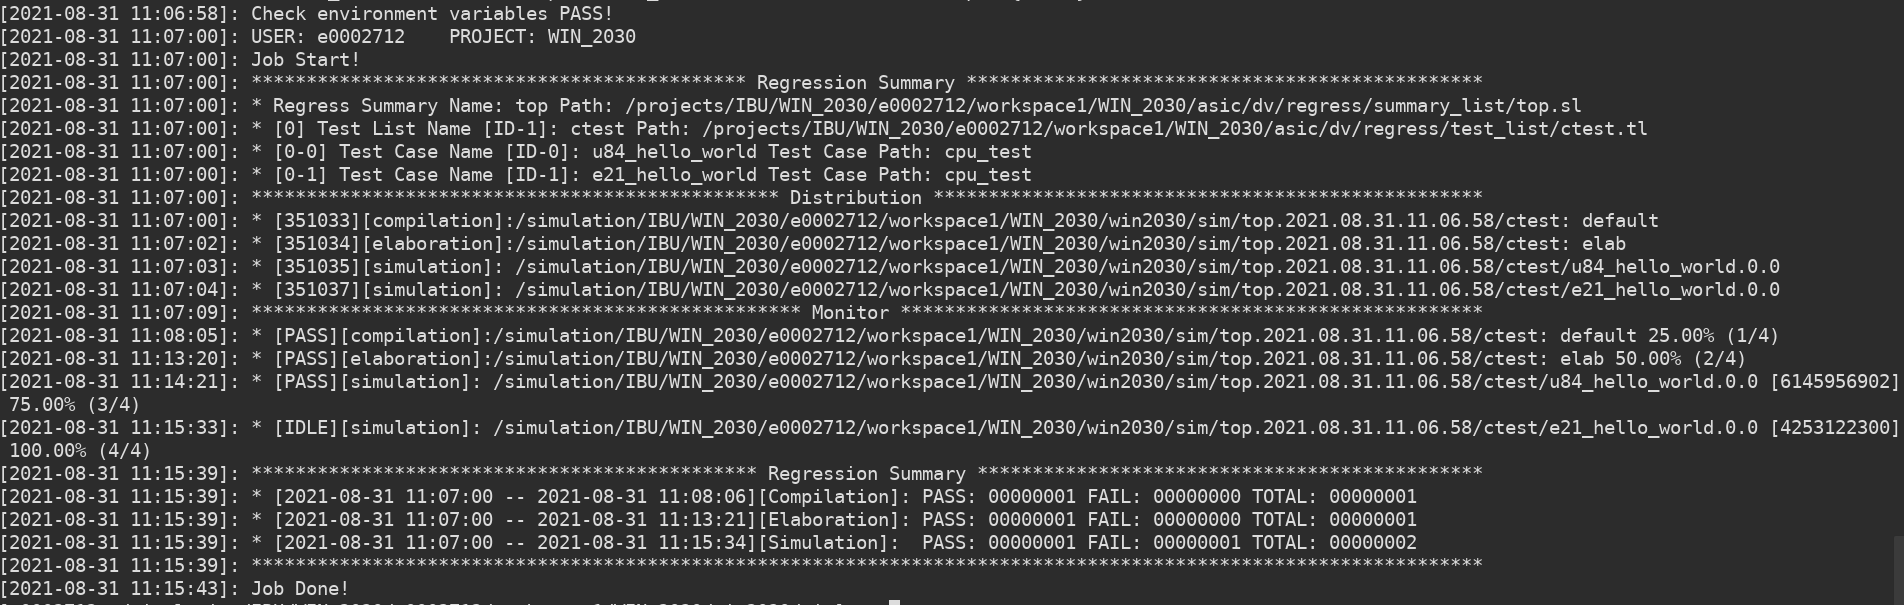 [2021-08-31 11:06:58]: Check environment variables PASS!
[2021-08-31 11:07:00]: USER: e0002712    PROJECT: WIN_2030
[2021-08-31 11:07:00]: Job Start!
[2021-08-31 11:07:00]: ********************************************* Regression Summary ***********************************************
[2021-08-31 11:07:00]: * Regress Summary Name: top Path: /projects/IBU/WIN_2030/e0002712/workspace1/WIN_2030/asic/dv/regress/summary_list/top.sl
[2021-08-31 11:07:00]: * [0] Test List Name [ID-1]: ctest Path: /projects/IBU/WIN_2030/e0002712/workspace1/WIN_2030/asic/dv/regress/test_list/ctest.tl
[2021-08-31 11:07:00]: * [0-0] Test Case Name [ID-0]: u84_hello_world Test Case Path: cpu_test
[2021-08-31 11:07:00]: * [0-1] Test Case Name [ID-1]: e21_hello_world Test Case Path: cpu_test
[2021-08-31 11:07:00]: ************************************************ Distribution **************************************************
[2021-08-31 11:07:00]: * [351033][compilation]:/simulation/IBU/WIN_2030/e0002712/workspace1/WIN_2030/win2030/sim/top.2021.08.31.11.06.58/ctest: default
[2021-08-31 11:07:02]: * [351034][elaboration]:/simulation/IBU/WIN_2030/e0002712/workspace1/WIN_2030/win2030/sim/top.2021.08.31.11.06.58/ctest: elab
[2021-08-31 11:07:03]: * [351035][simulation]: /simulation/IBU/WIN_2030/e0002712/workspace1/WIN_2030/win2030/sim/top.2021.08.31.11.06.58/ctest/u84_hello_world.0.0
[2021-08-31 11:07:04]: * [351037][simulation]: /simulation/IBU/WIN_2030/e0002712/workspace1/WIN_2030/win2030/sim/top.2021.08.31.11.06.58/ctest/e21_hello_world.0.0
[2021-08-31 11:07:09]: ************************************************** Monitor *****************************************************
[2021-08-31 11:08:05]: * [PASS][compilation]:/simulation/IBU/WIN_2030/e0002712/workspace1/WIN_2030/win2030/sim/top.2021.08.31.11.06.58/ctest: default 25.00% (1/4)
[2021-08-31 11:13:20]: * [PASS][elaboration]:/simulation/IBU/WIN_2030/e0002712/workspace1/WIN_2030/win2030/sim/top.2021.08.31.11.06.58/ctest: elab 50.00% (2/4)
[2021-08-31 11:14:21]: * [PASS][simulation]: /simulation/IBU/WIN_2030/e0002712/workspace1/WIN_2030/win2030/sim/top.2021.08.31.11.06.58/ctest/u84_hello_world.0.0 [6145956902]
 75.00% (3/4)
[2021-08-31 11:15:33]: * [IDLE][simulation]: /simulation/IBU/WIN_2030/e0002712/workspace1/WIN_2030/win2030/sim/top.2021.08.31.11.06.58/ctest/e21_hello_world.0.0 [4253122300]
 100.00% (4/4)
[2021-08-31 11:15:39]: ********************************************** Regression Summary **********************************************
[2021-08-31 11:15:39]: * [2021-08-31 11:07:00 -- 2021-08-31 11:08:06][Compilation]: PASS: 00000001 FAIL: 00000000 TOTAL: 00000001
[2021-08-31 11:15:39]: * [2021-08-31 11:07:00 -- 2021-08-31 11:13:21][Elaboration]: PASS: 00000001 FAIL: 00000000 TOTAL: 00000001
[2021-08-31 11:15:39]: * [2021-08-31 11:07:00 -- 2021-08-31 11:15:34][Simulation]:  PASS: 00000001 FAIL: 00000001 TOTAL: 00000002
[2021-08-31 11:15:39]: ****************************************************************************************************************
[2021-08-31 11:15:43]: Job Done!